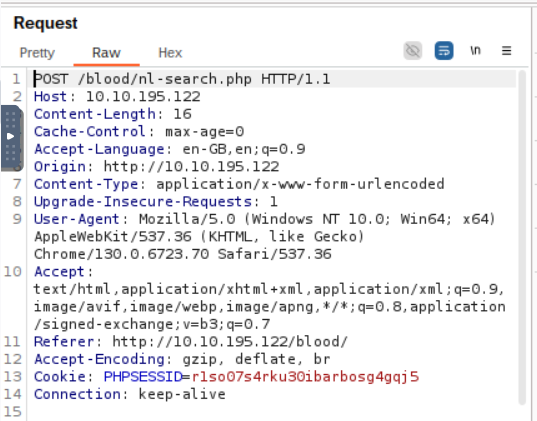 Request
Pretty Raw Hex \n
1 POST /blood/nl-search.php HTTP/1.1
2 Host: 10.10.195.122
Content-Length: 16
Cache-Control: max-age=0
Accept-Language: en-GB,en;q=0.9
Origin: http://10.10.195.122
7 Content-Type: application/x-www-form-urlencoded
8 Upgrade-Insecure-Requests: 1
9 User-Agent: Mozilla/5.0 (Windows NT 10.0; Win64; x64)
AppleWebKit/537.36 (KHTML, like Gecko)
Chrome/130.0.6723.70 Safari/537.36
10 Accept:
text/html,application/xhtml+xml,application/xml;q=0.9,
image/avif,image/webp,image/apng,*/*;q=0.8,application
/signed-exchange;v=b3;q=0.7
11 Referer: http://10.10.195.122/blood/
12 Accept-Encoding: gzip, deflate, br
13 Cookie: PHPSESSID=r1so07s4rku30ibarbosg4gqj5
14 Connection: keep-alive
15